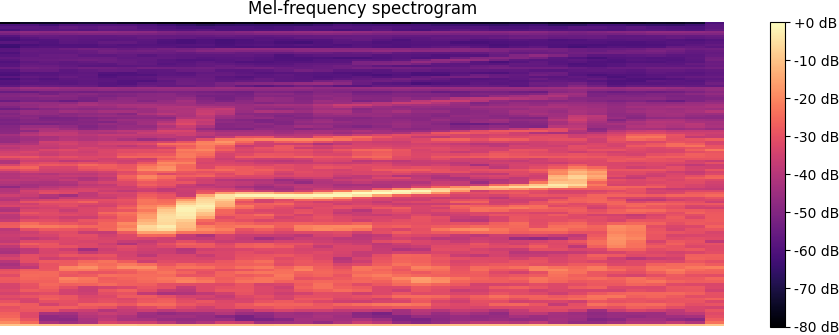 Mel-frequency spectrogram
+0 dB
-10 dB
-20 dB
-30 dB
-40 dB
-50 dB
-60 dB
-70 dB
-80 dB